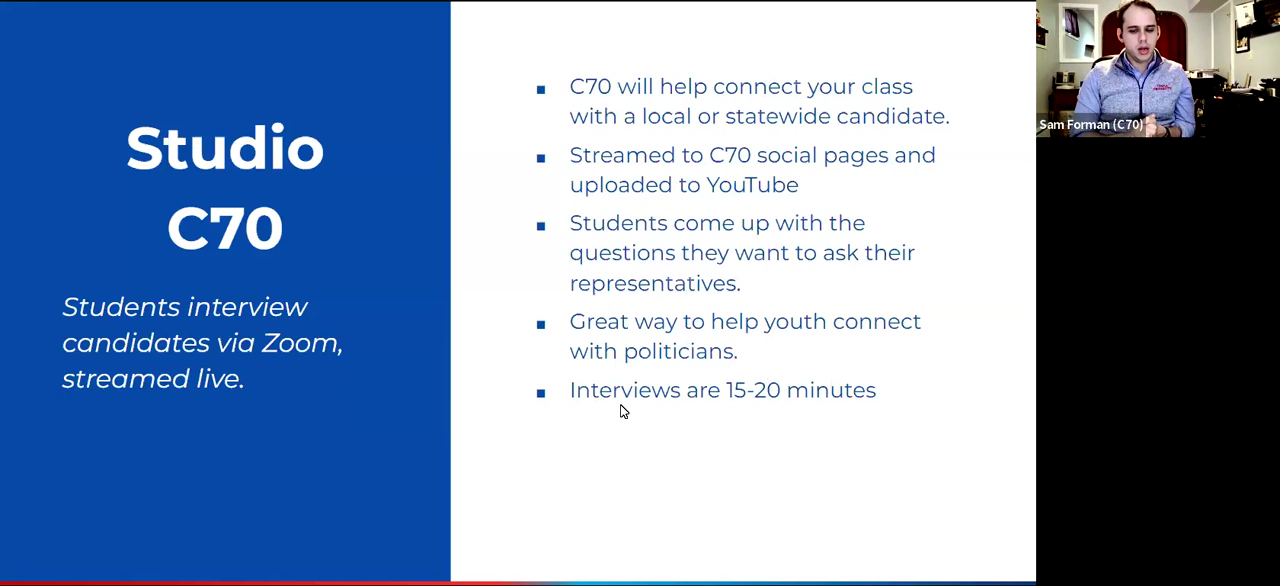 Studio
C70
Students interview
candidates via Zoom,
streamed live.
▪ C70 will help connect your class
with a local or statewide candidate.
▪ Streamed to C70 social pages and
uploaded to YouTube
▪ Students come up with the
questions they want to ask their
representatives.
▪ Great way to help youth connect
with politicians.
▪ Interviews are 15-20 minutes
Sam Forman (C70)